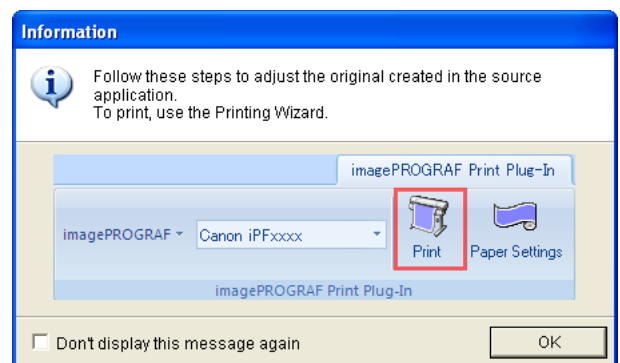 Information
Follow these steps to adjust the original created in the source
application.
To print, use the Printing Wizard.
imagePROGRAF Print Plug-In
imagePROGRAF
Canon iPFxxxx
Print
Paper Settings
imagePROGRAF Print Plug-In
Don't display this message again
OK